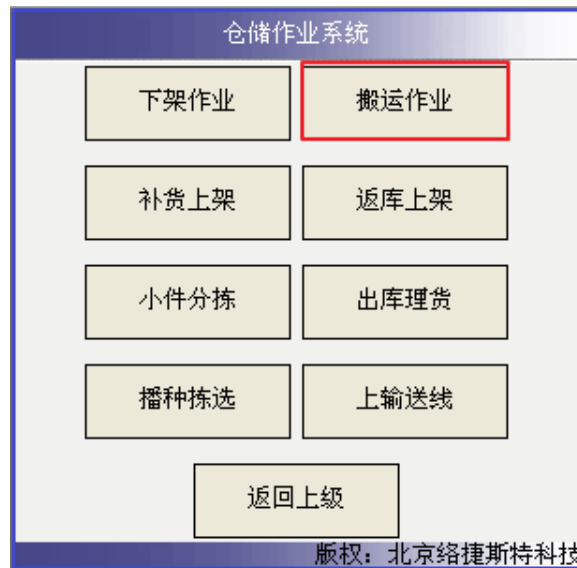 仓储作业系统
下架作业 搬运作业
补货上架 返库上架
小件分拣 出库理货
播种拣选 上输送线
返回上级
版权：北京络捷斯特科技